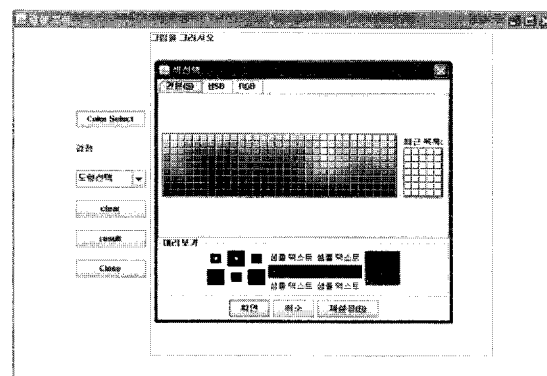 그림을 그리시오
색선택
견본(S) HSB RGB
Color Select
감정
최근 목록:
도형선택
clear
result
미리 보기
샘플 텍스트 샘플 텍스트
Close
샘플 텍스트 샘플 텍스트
확인 취소 재설정(R)